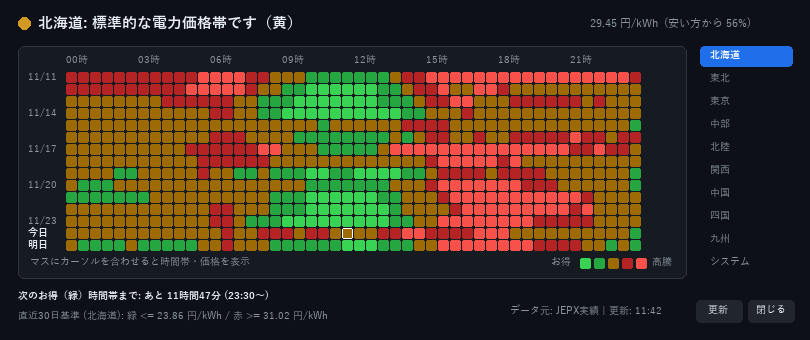 北海道: 標準的な電力価格帯です（黄）
29.45 円/kWh（安い方から 56%）
00時 03時 06時 09時 12時 15時 18時 21時
11/11
11/14
11/17
11/20
11/23
今日
明日
マスにカーソルを合わせると時間帯・価格を表示
お得 高騰
北海道
東北
東京
中部
北陸
関西
中国
四国
九州
システム
次のお得（緑）時間帯まで: あと 11時間47分 (23:30〜)
直近30日基準 (北海道): 緑 <= 23.86 円/kWh / 赤 >= 31.02 円/kWh
データ元: JEPX実績 | 更新: 11:42
更新
閉じる